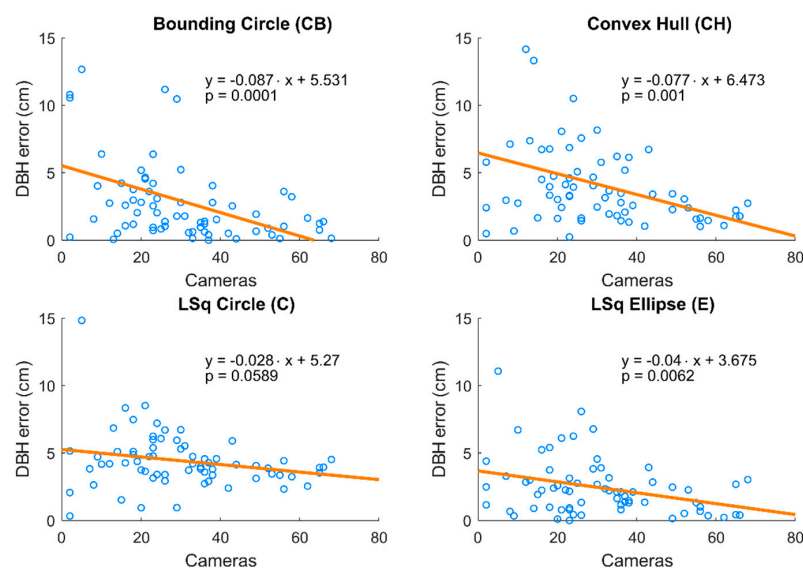 Bounding Circle (CB)
15
10
5
0
DBH error (cm)
y = -0.087 · x + 5.531
p = 0.0001
0 20 40 60 80
Cameras
Convex Hull (CH)
15
10
5
0
DBH error (cm)
y = -0.077 · x + 6.473
p = 0.001
0 20 40 60 80
Cameras
LSq Circle (C)
15
10
5
0
DBH error (cm)
y = -0.028 · x + 5.27
p = 0.0589
0 20 40 60 80
Cameras
LSq Ellipse (E)
15
10
5
0
DBH error (cm)
y = -0.04 · x + 3.675
p = 0.0062
0 20 40 60 80
Cameras